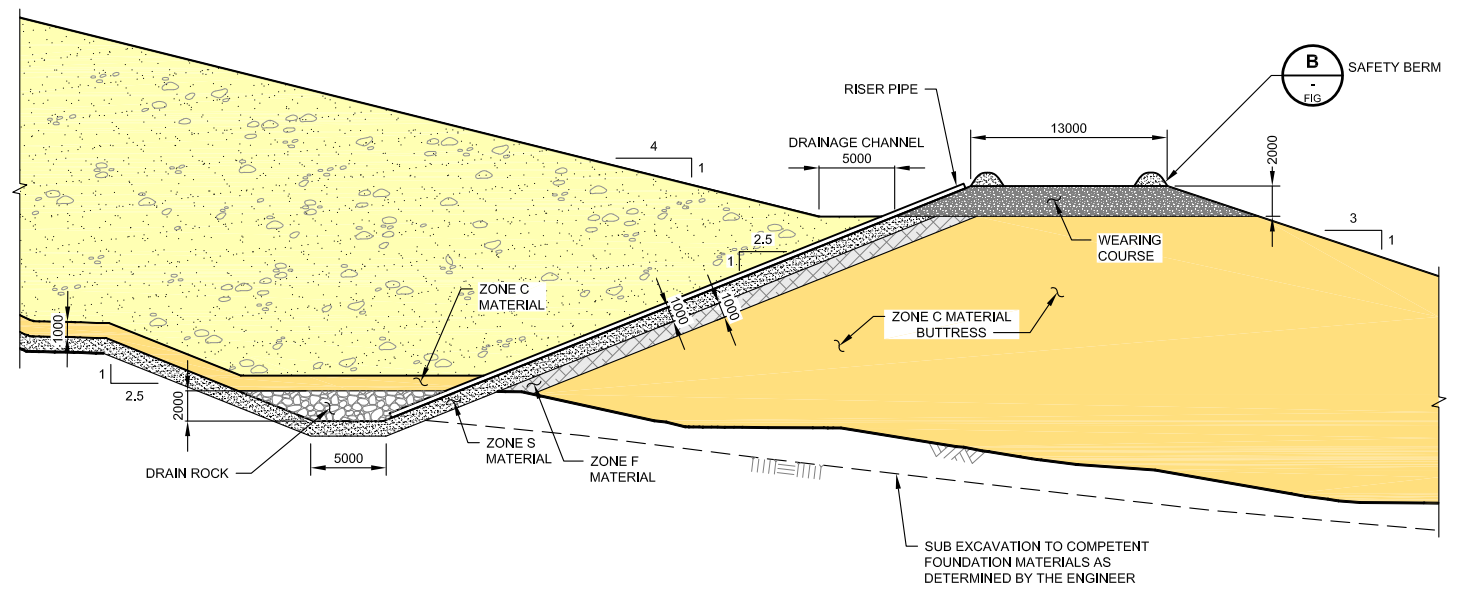 B
-
FIG
SAFETY BERM
RISER PIPE
13000
DRAINAGE CHANNEL
5000
2000
4
1
3
1
WEARING
COURSE
2.5
1
ZONE C
MATERIAL
1000
1000
ZONE C MATERIAL
BUTTRESS
1000
1
2.5
2000
5000
DRAIN ROCK
ZONE S
MATERIAL
ZONE F
MATERIAL
SUB EXCAVATION TO COMPETENT
FOUNDATION MATERIALS AS
DETERMINED BY THE ENGINEER